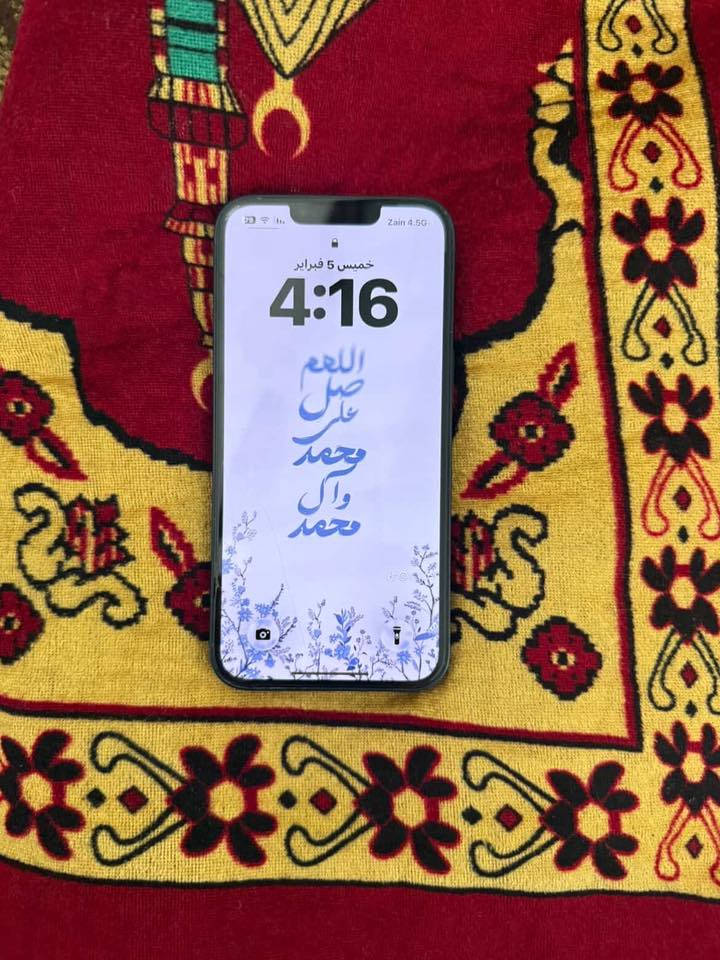 Zain 4.5G
خميس 5 فبراير
4:16
اللهم
صل
على
محمد
وآل
محمد